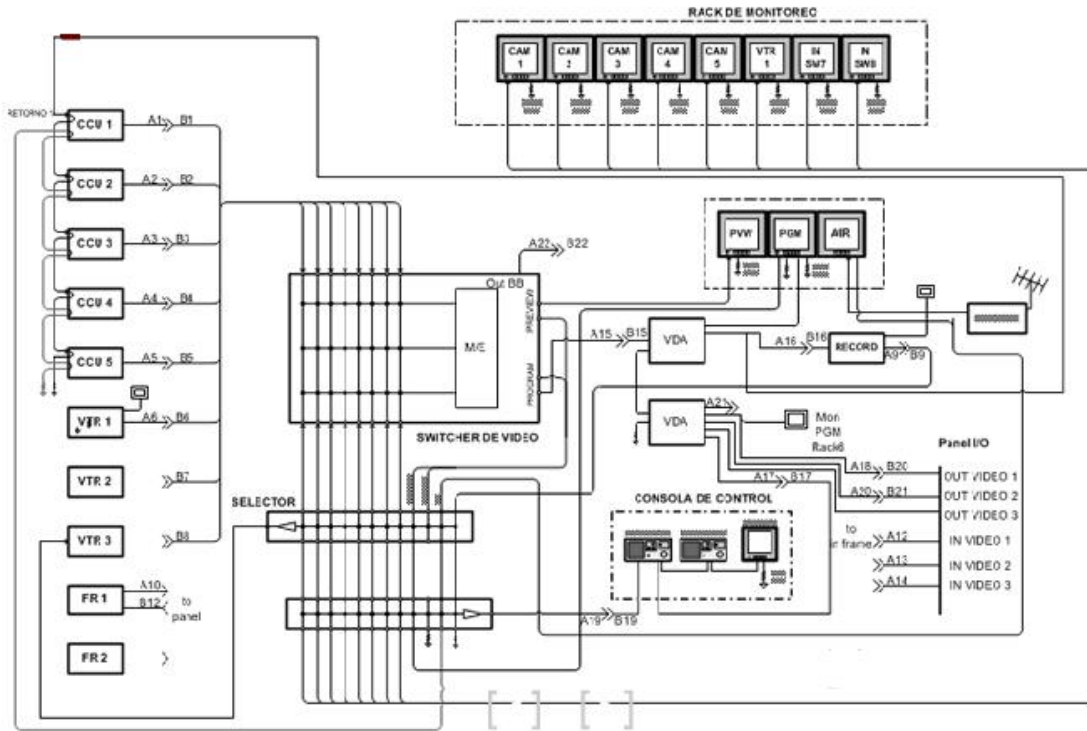 RACK DE MONITOREC
CAM 1
CAM 2
CAM 3
CAM 4
CAN 5
VTR 1
IN SW7
IN SW8
RETORNO 1
CCU 1
A1
B1
CCU 2
A2
B2
CCU 3
A3
B3
CCU 4
A4
B4
CCU 5
A5
B5
VTR 1
A6
B6
VTR 2
B7
VTR 3
B8
FR 1
A10
B12
to
panel
FR 2
A22
B22
Out BB
PREVIEW
M/E
PROGRAM
SWITCHER DE VIDEO
SELECTOR
PVW
PGM
AIR
A15
B15
VDA
A16
B16
RECORD
A9
B9
VDA
A21
Mon
PGM
Rack6
A17
B17
CONSOLA DE CONTROL
A19
B19
Panel I/O
A18
B20
OUT VIDEO 1
A20
B21
OUT VIDEO 2
OUT VIDEO 3
to
A12
IN VIDEO 1
A13
IN VIDEO 2
A14
IN VIDEO 3